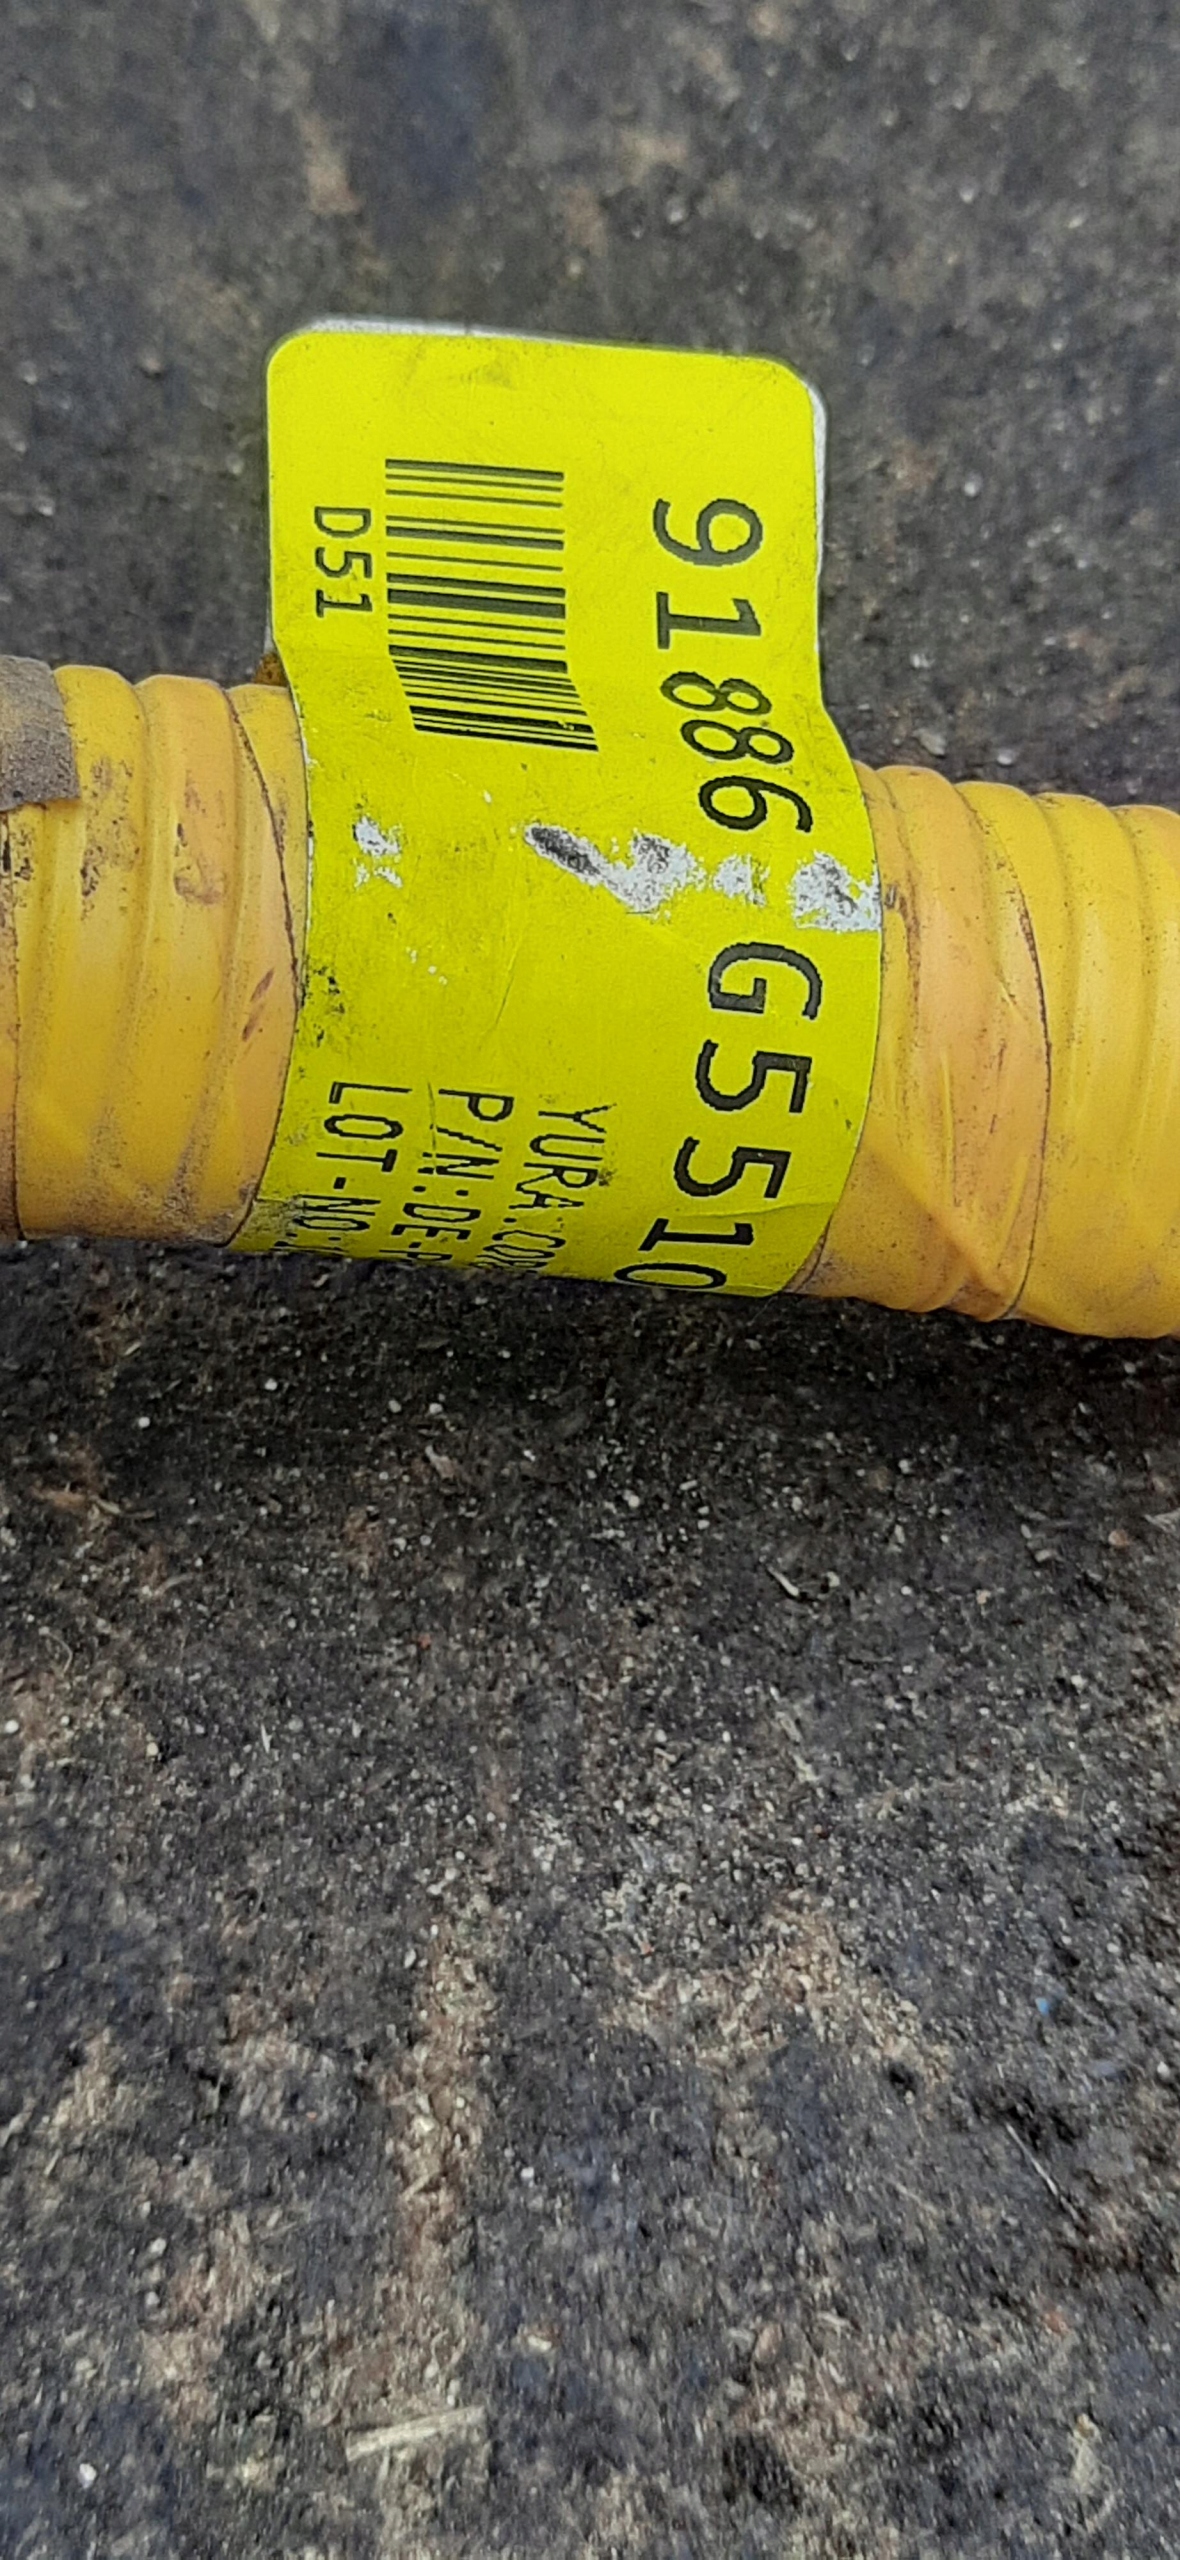 91886 G5510
D51
YURA.CORP
P/N:DE-P
LOT-NO: